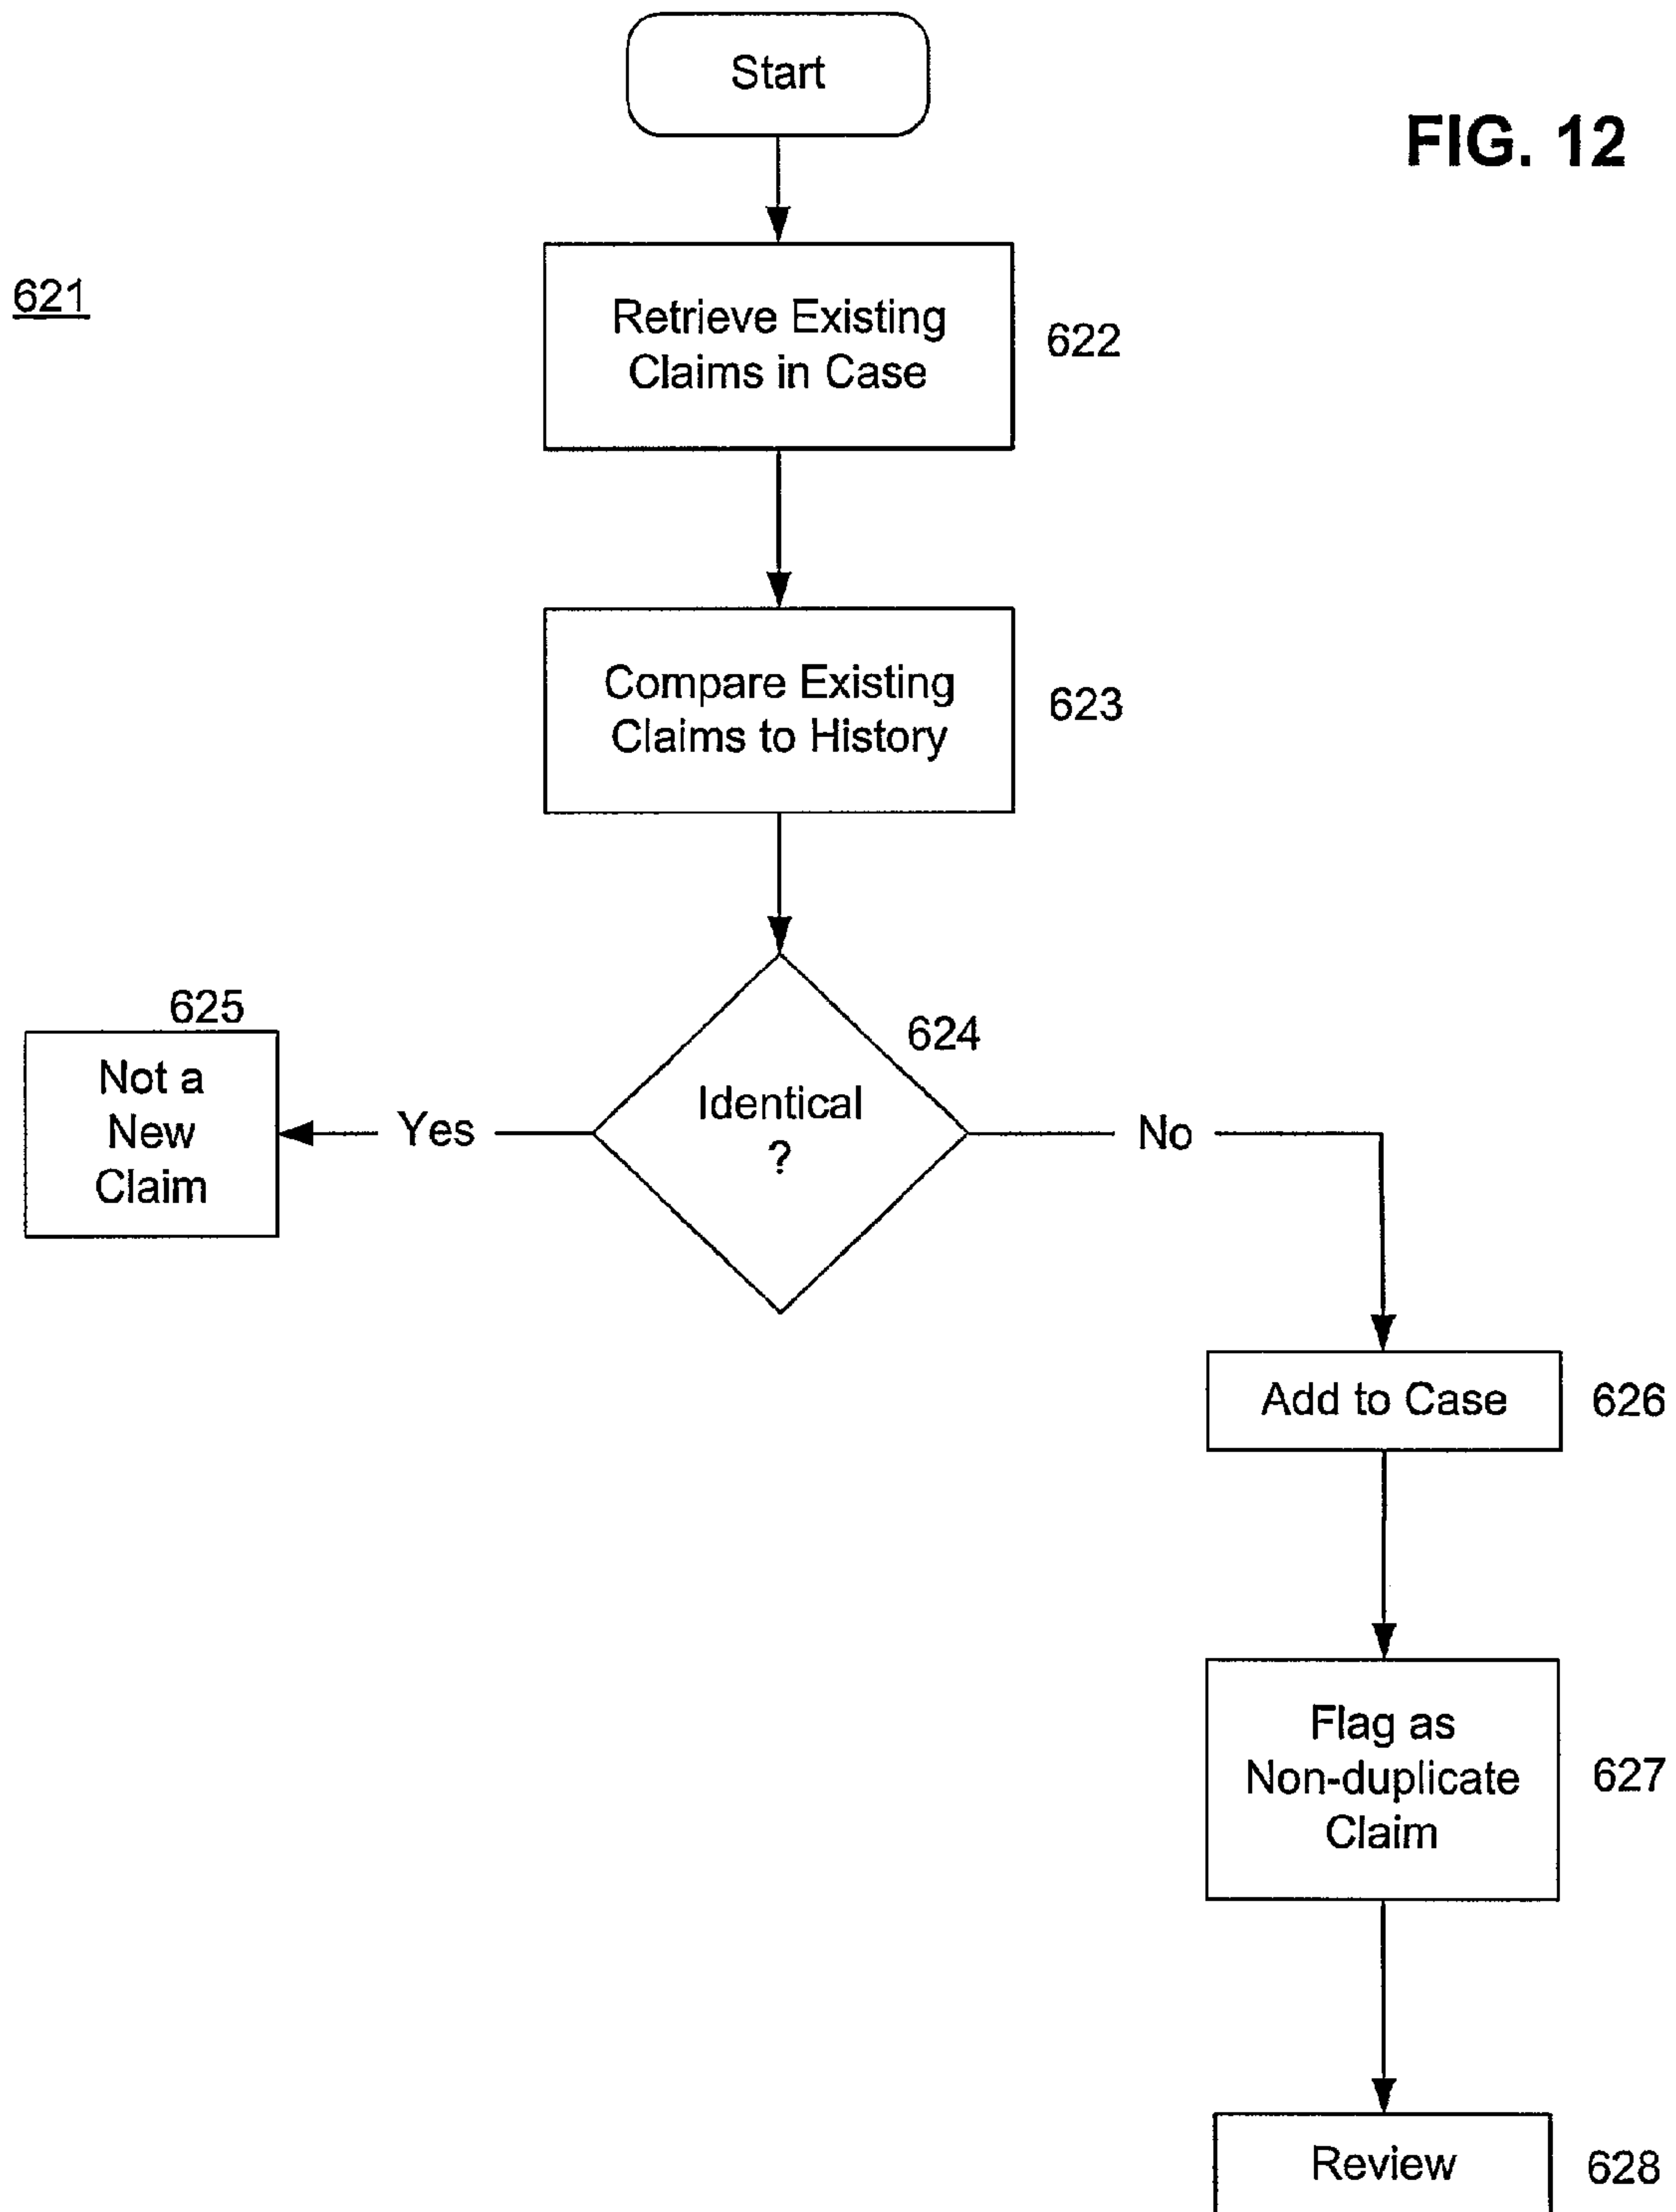 Start
FIG. 12
621
Retrieve Existing
Claims in Case
622
Compare Existing
Claims to History
623
625
624
Not a
New
Claim
Yes
Identical
?
No
Add to Case
626
Flag as
Non-duplicate
Claim
627
Review
628